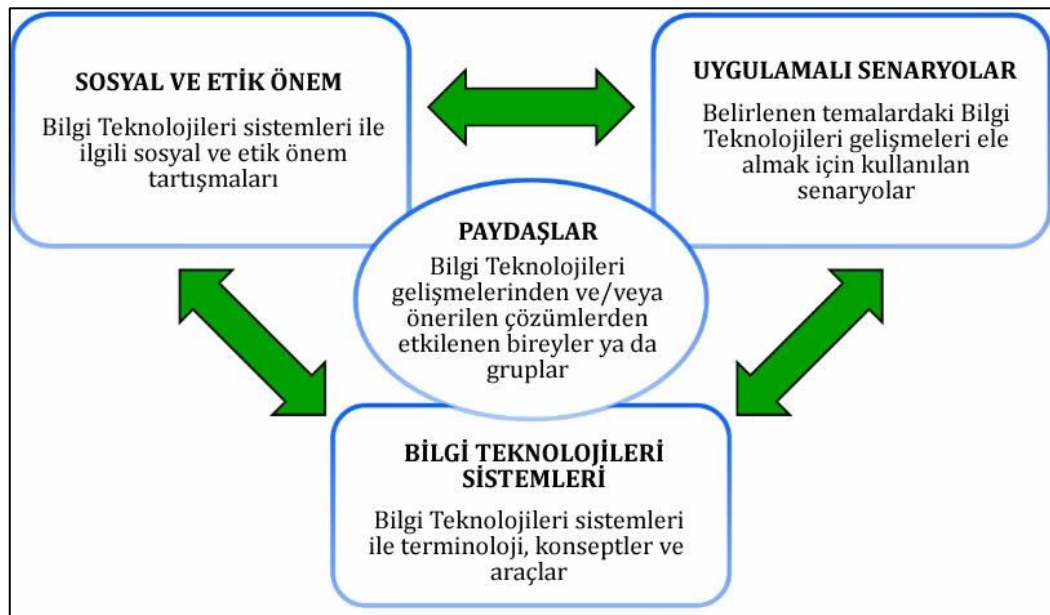 SOSYAL VE ETİK ÖNEM
Bilgi Teknolojileri sistemleri ile
ilgili sosyal ve etik önem
tartışmaları
UYGULAMALI SENARYOLAR
Belirlenen temalardaki Bilgi
Teknolojileri gelişmeleri ele
almak için kullanılan
senaryolar
PAYDAŞLAR
Bilgi Teknolojileri
gelişmelerinden ve/veya
önerilen çözümlerden
etkilenen bireyler ya da
gruplar
BİLGİ TEKNOLOJİLERİ
SİSTEMLERİ
Bilgi Teknolojileri sistemleri
ile terminoloji, konseptler ve
araçlar